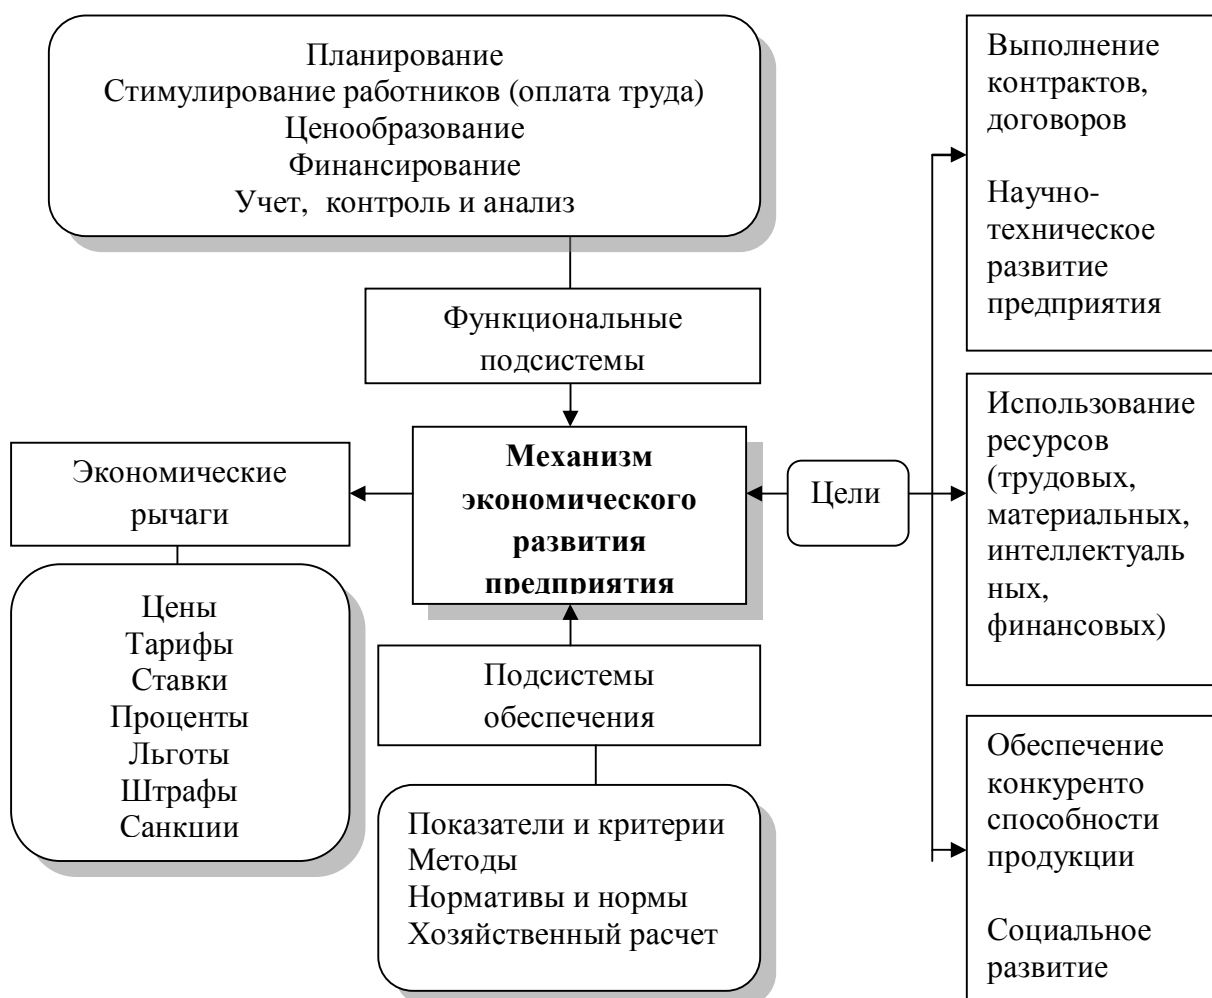 Планирование
Стимулирование работников (оплата труда)
Ценообразование
Финансирование
Учет, контроль и анализ
Функциональные
подсистемы
Механизм
экономического
развития
предприятия
Экономические
рычаги
Цены
Тарифы
Ставки
Проценты
Льготы
Штрафы
Санкции
Подсистемы
обеспечения
Показатели и критерии
Методы
Нормативы и нормы
Хозяйственный расчет
Цели
Выполнение
контрактов,
договоров
Научно-
техническое
развитие
предприятия
Использование
ресурсов
(трудовых,
материальных,
интеллектуаль
ных,
финансовых)
Обеспечение
конкуренто
способности
продукции
Социальное
развитие